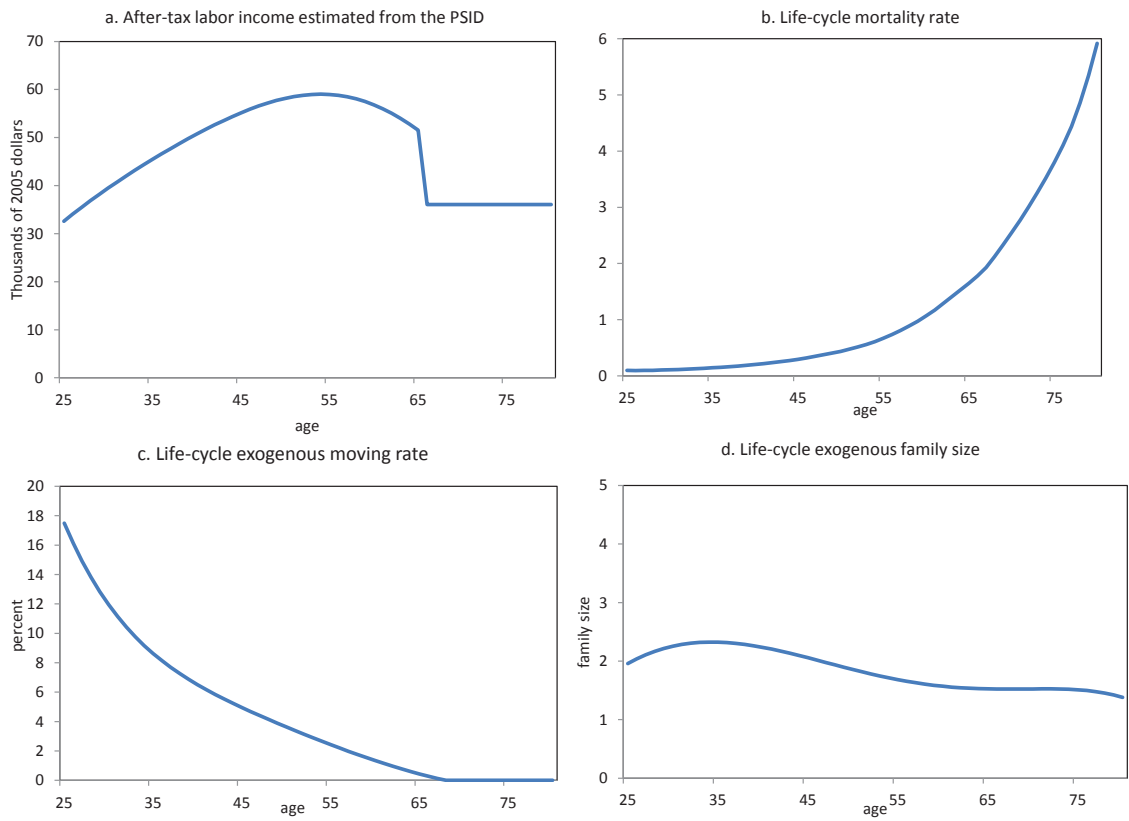 a. After-tax labor income estimated from the PSID
70
60
50
40
30
20
10
0
Thousands of 2005 dollars
25 35 45 55 65 75
age
b. Life-cycle mortality rate
6
5
4
3
2
1
0
25 35 45 55 65 75
age
c. Life-cycle exogenous moving rate
20
18
16
14
12
10
8
6
4
2
0
percent
25 35 45 55 65 75
age
d. Life-cycle exogenous family size
5
4
3
2
1
0
family size
25 35 45 55 65 75
age